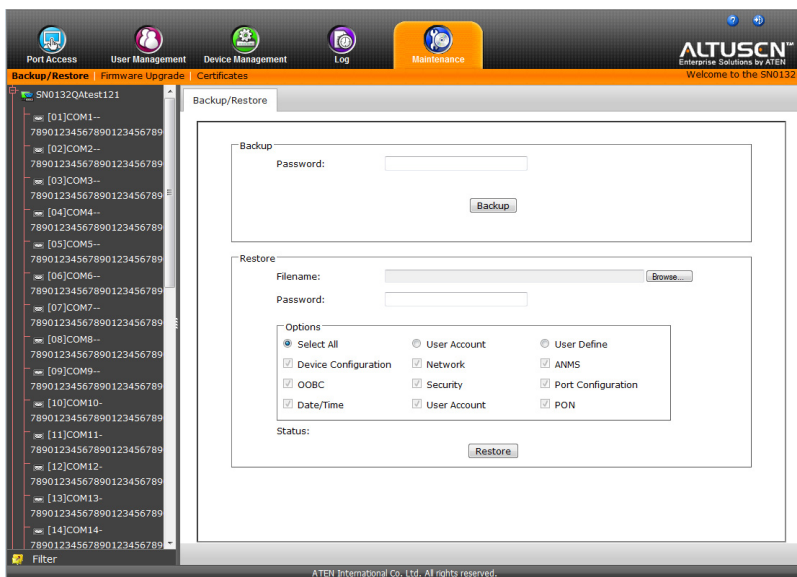 Port Access
User Management
Device Management
Log
Maintenance
ALTUSEN™
Enterprise Solutions by ATEN
Backup/Restore | Firmware Upgrade | Certificates
Welcome to the SN0132
SN0132QAtest121
[01]COM1--
78901234567890123456789
[02]COM2--
78901234567890123456789
[03]COM3--
78901234567890123456789
[04]COM4--
78901234567890123456789
[05]COM5--
78901234567890123456789
[06]COM6--
78901234567890123456789
[07]COM7--
78901234567890123456789
[08]COM8--
78901234567890123456789
[09]COM9--
78901234567890123456789
[10]COM10-
78901234567890123456789
[11]COM11-
78901234567890123456789
[12]COM12-
78901234567890123456789
[13]COM13-
78901234567890123456789
[14]COM14-
78901234567890123456789
Filter
Backup/Restore
Backup
Password:
Backup
Restore
Filename:
Browse...
Password:
Options
Select All
User Account
User Define
Device Configuration
Network
ANMS
OOBC
Security
Port Configuration
Date/Time
User Account
PON
Status:
Restore
ATEN International Co. Ltd. All rights reserved.